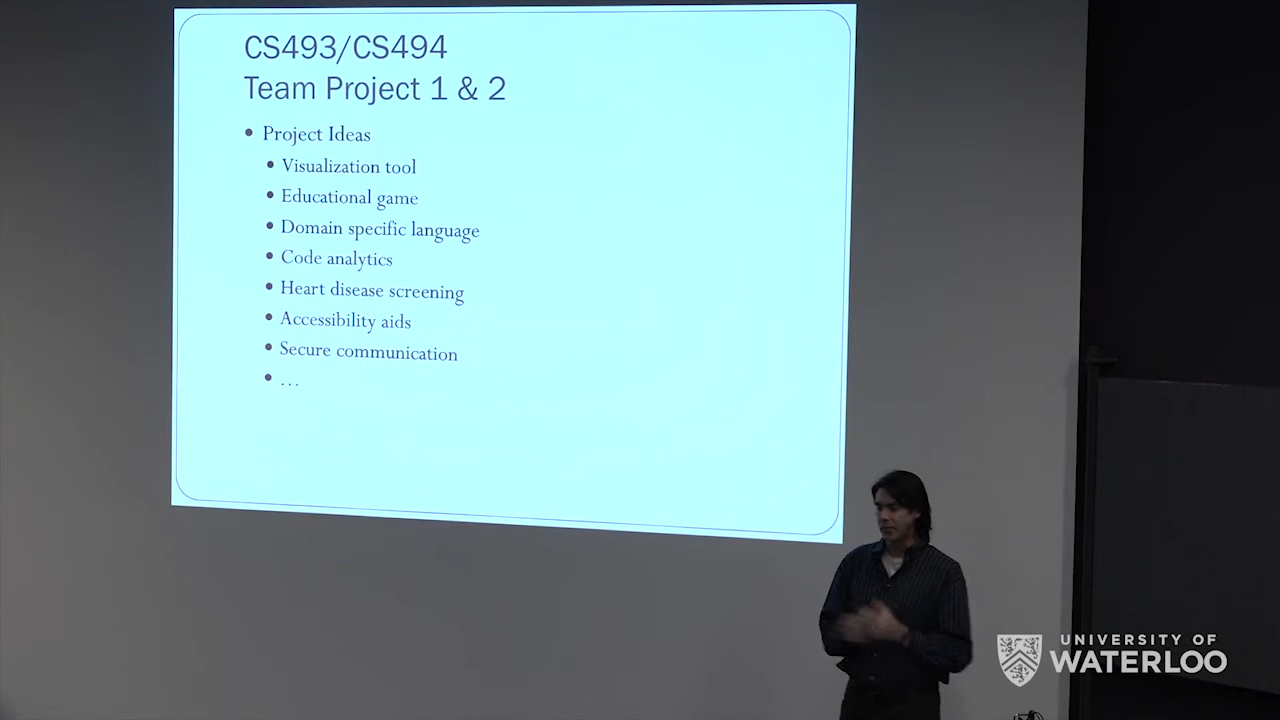 CS493/CS494
Team Project 1 & 2
• Project Ideas
• Visualization tool
• Educational game
• Domain specific language
• Code analytics
• Heart disease screening
• Accessibility aids
• Secure communication
• ...
UNIVERSITY OF
WATERLOO